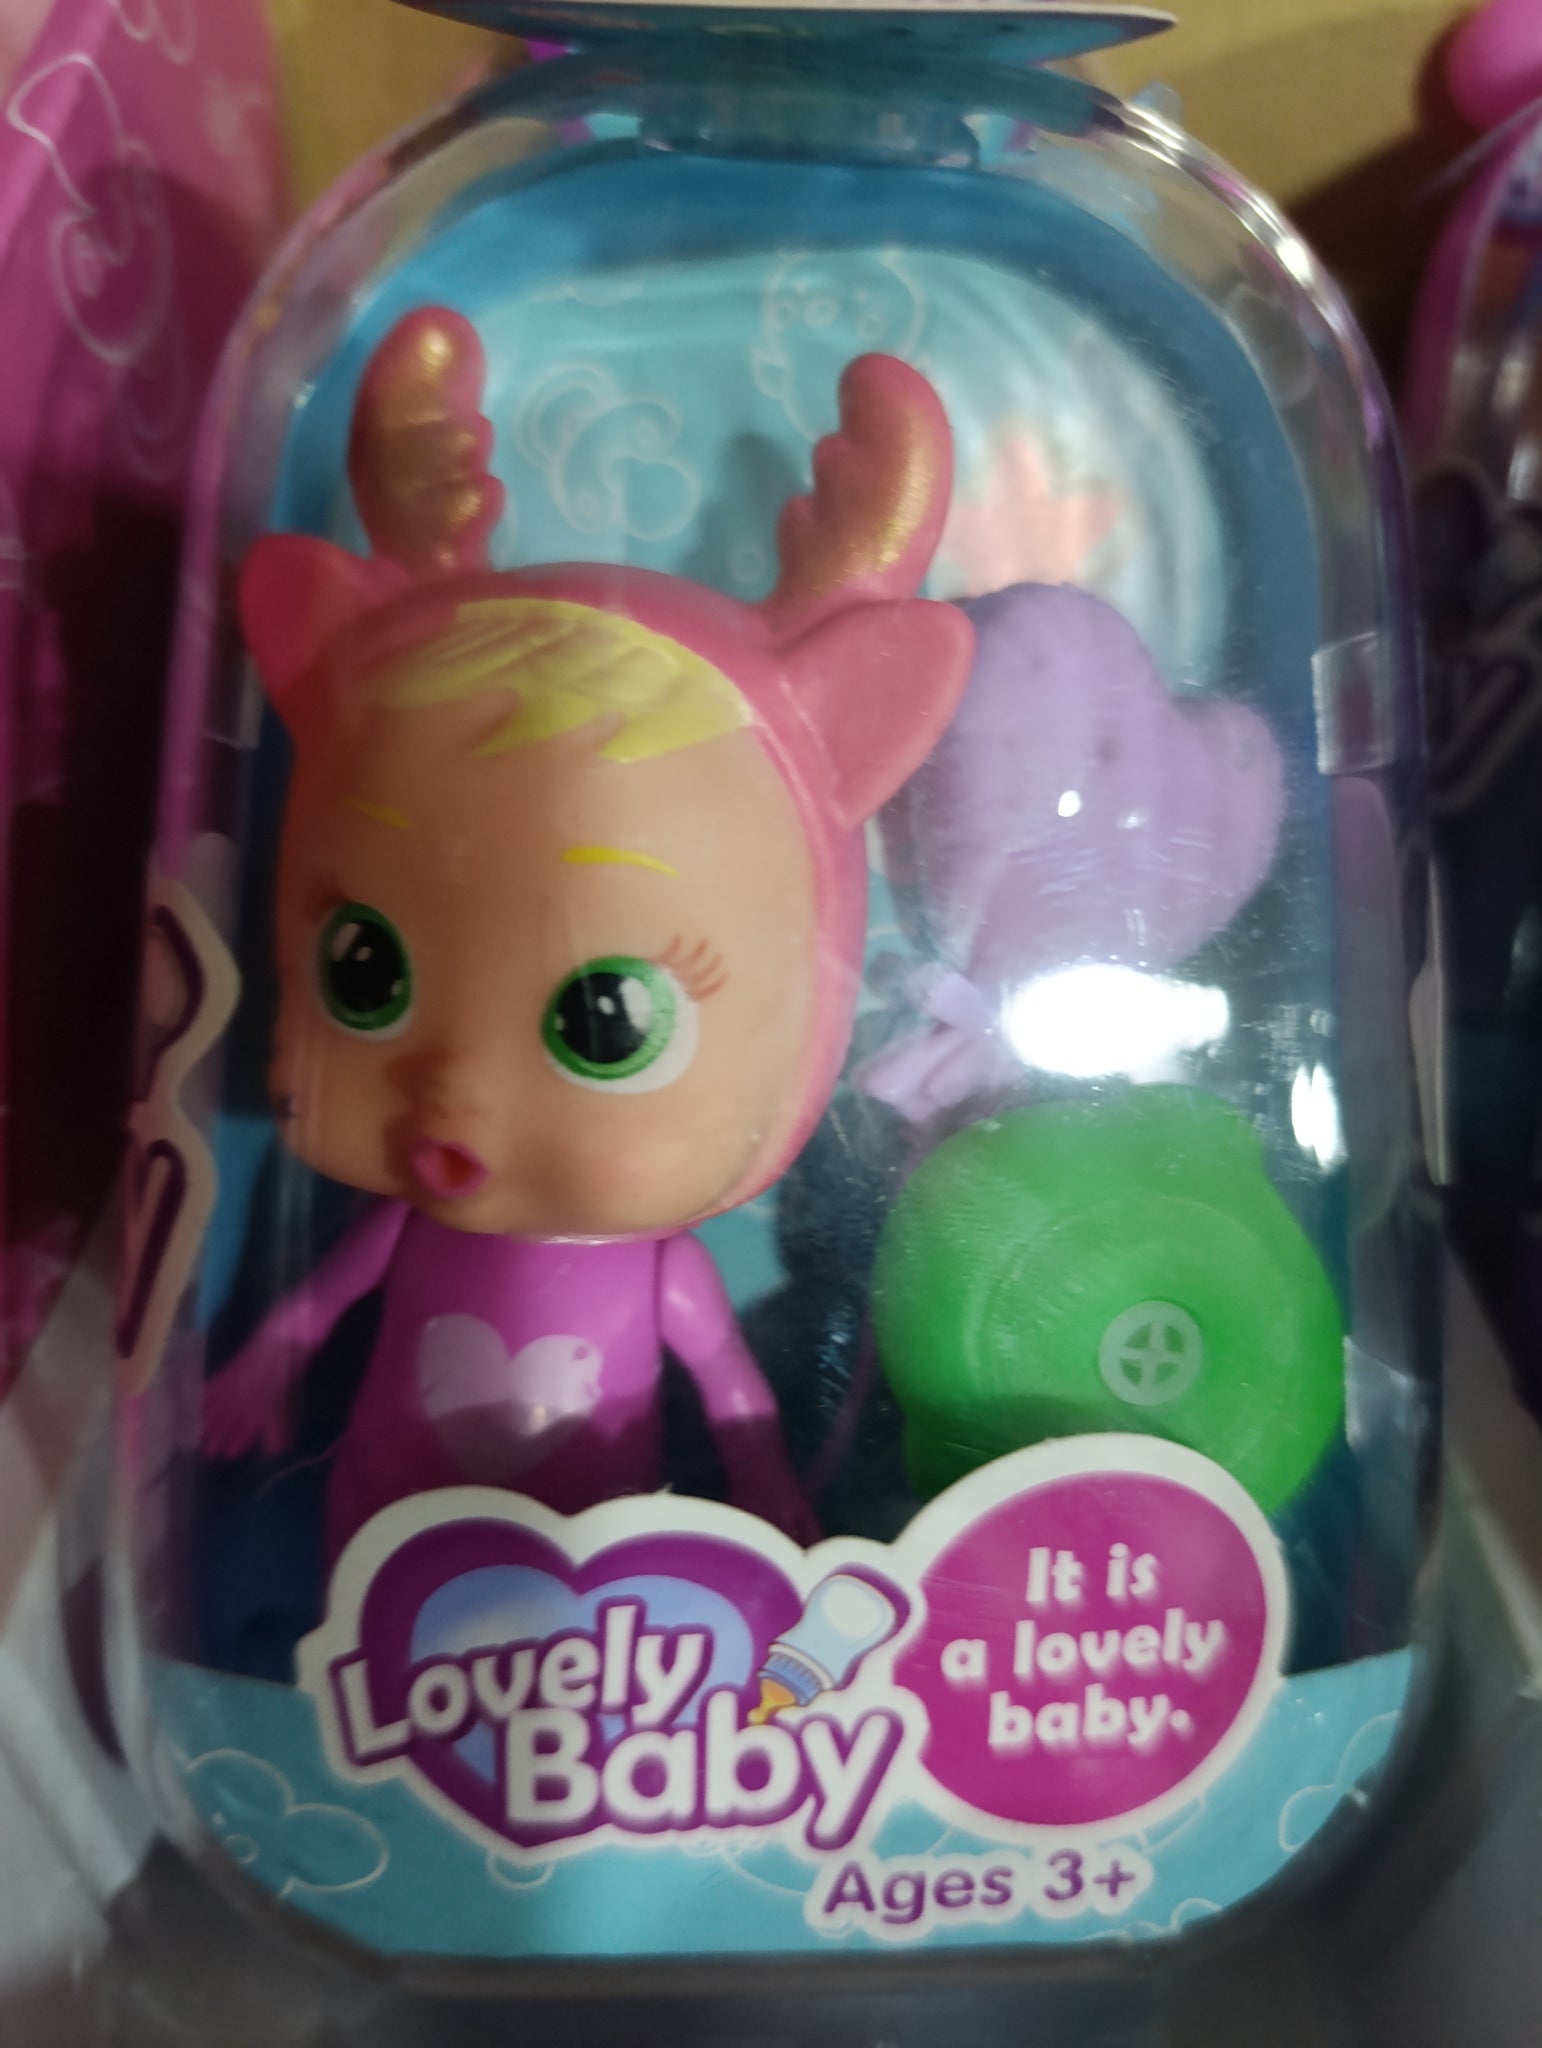 Lovely
Baby
It is
a lovely
baby.
Ages 3+